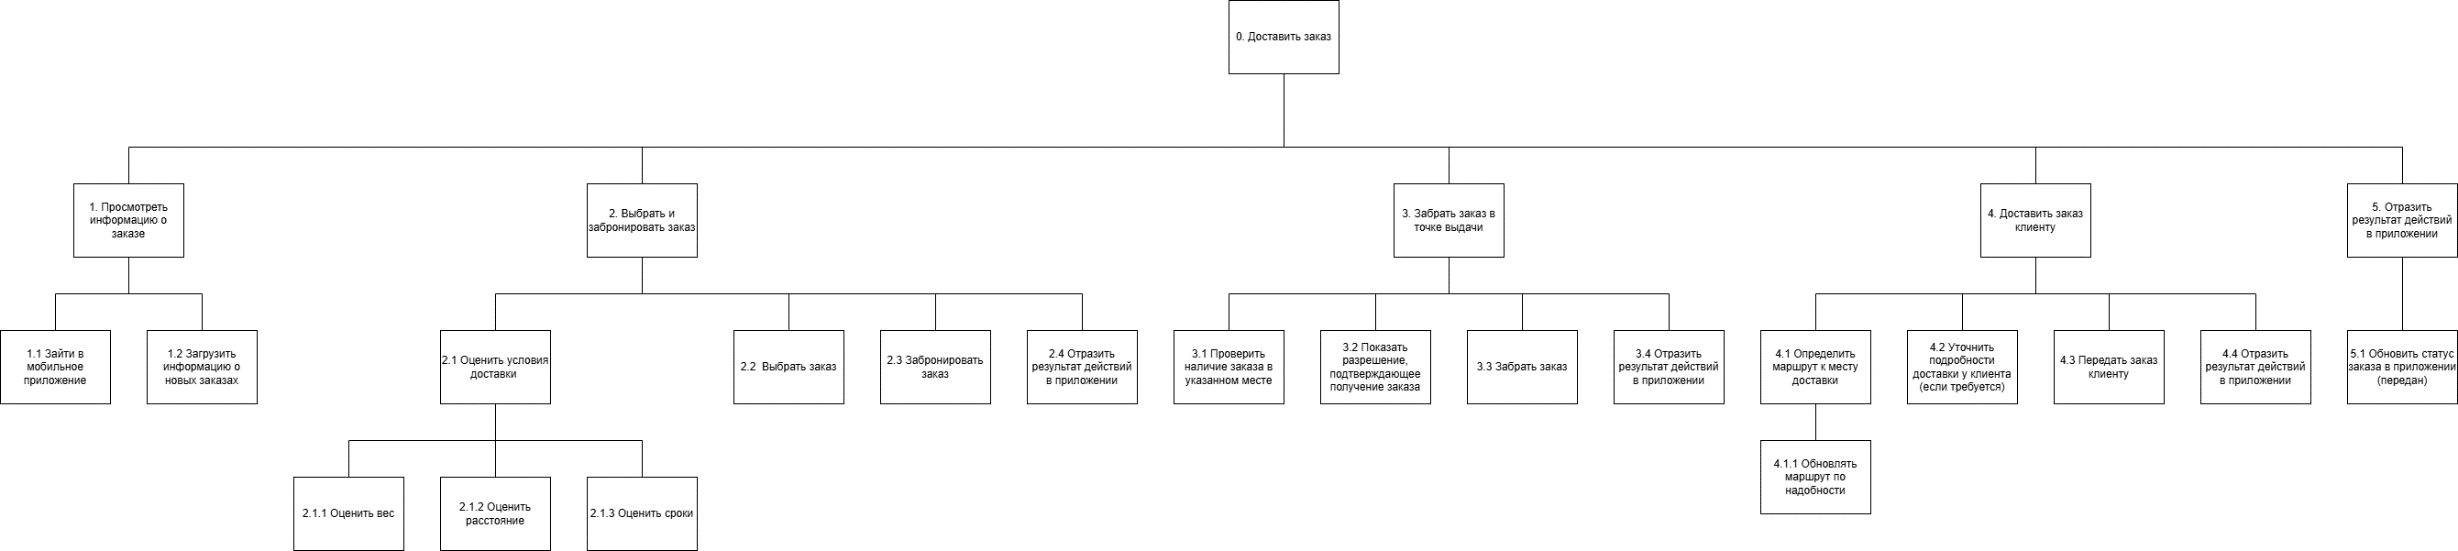 0. Доставить заказ
1. Просмотреть
информацию о
заказе
2. Выбрать и
забронировать заказ
3. Забрать заказ в
точке выдачи
4. Доставить заказ
клиенту
5. Отразить
результат действий
в приложении
1.1 Зайти в
мобильное
приложение
1.2 Загрузить
информацию о
новых заказах
2.1 Оценить условия
доставки
2.2 Выбрать заказ
2.3 Забронировать
заказ
2.4 Отразить
результат действий
в приложении
3.1 Проверить
наличие заказа в
указанном месте
3.2 Показать
разрешение,
подтверждающее
получение заказа
3.3 Забрать заказ
3.4 Отразить
результат действий
в приложении
4.1 Определить
маршрут к месту
доставки
4.2 Уточнить
подробности
доставки у клиента
(если требуется)
4.3 Передать заказ
клиенту
4.4 Отразить
результат действий
в приложении
5.1 Обновить статус
заказа в приложении
(передан)
2.1.1 Оценить вес
2.1.2 Оценить
расстояние
2.1.3 Оценить сроки
4.1.1 Обновлять
маршрут по
надобности